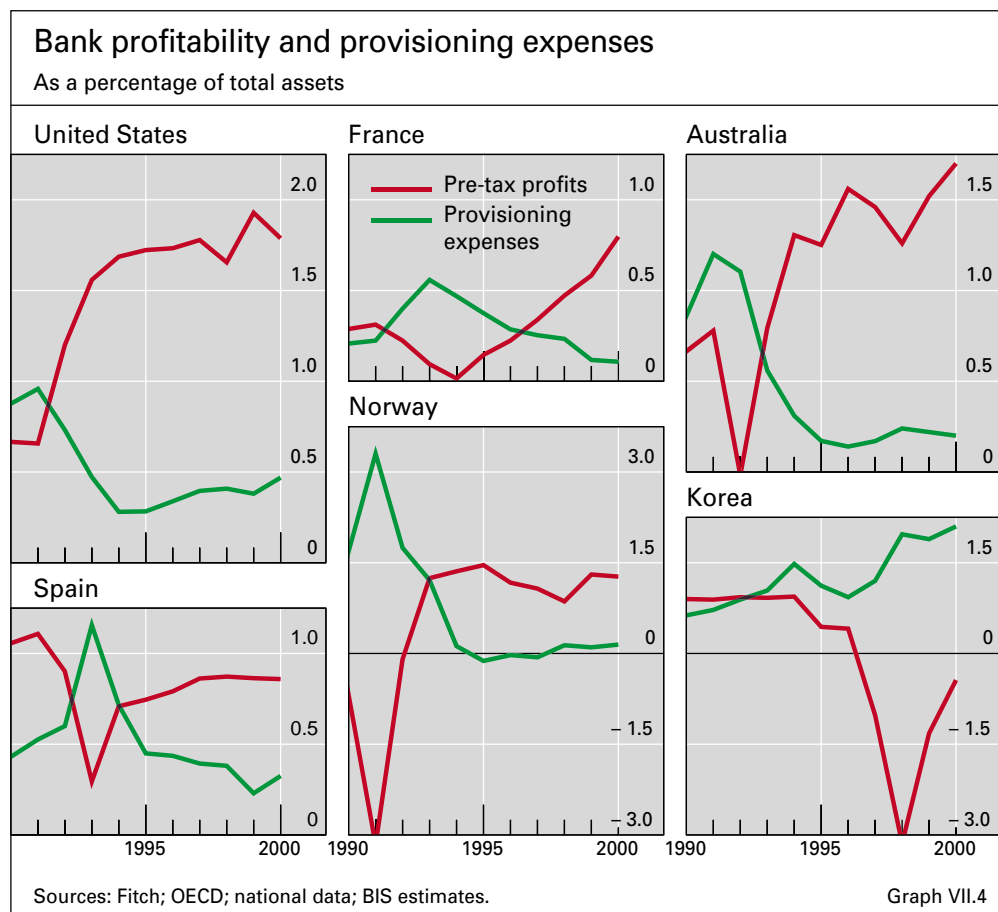 Bank profitability and provisioning expenses
As a percentage of total assets
United States
2.0
1.5
1.0
0.5
0
France
Pre-tax profits
Provisioning
expenses
1.0
0.5
0
Australia
1.5
1.0
0.5
0
Spain
1.0
0.5
0
1995
2000
Norway
3.0
1.5
0
– 1.5
– 3.0
1990
1995
2000
Korea
1.5
0
– 1.5
– 3.0
1990
1995
2000
Sources: Fitch; OECD; national data; BIS estimates.
Graph VII.4